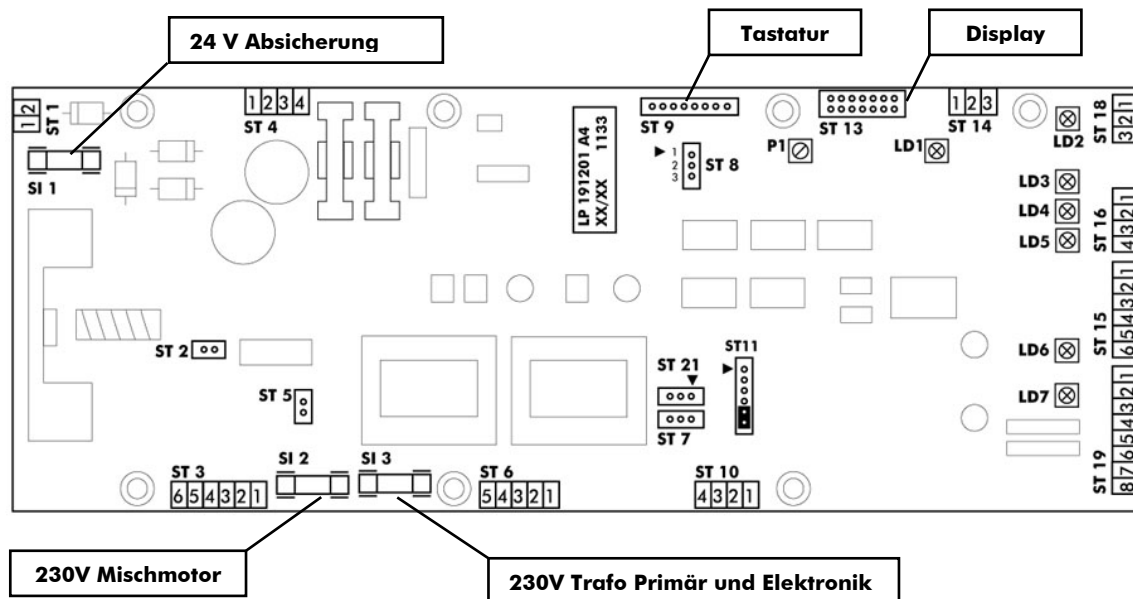 24 V Absicherung
Tastatur
Display
1 2
ST 1
SI 1
1 2 3 4
ST 4
LP 191201 A4 1133
XX/XX
ST 9
1
2
3
ST 8
P1
ST 13
LD1
1 2 3
ST 14
LD2
3 2 1
ST 18
LD3
LD4
LD5
4 3 2 1
ST 16
6 5 4 3 2 1
ST 15
LD6
LD7
8 7 6 5 4 3 2 1
ST 19
ST 2
ST 5
ST 21
ST 7
ST11
ST 3
6 5 4 3 2 1
SI 2
SI 3
ST 6
5 4 3 2 1
ST 10
4 3 2 1
230V Mischmotor
230V Trafo Primär und Elektronik